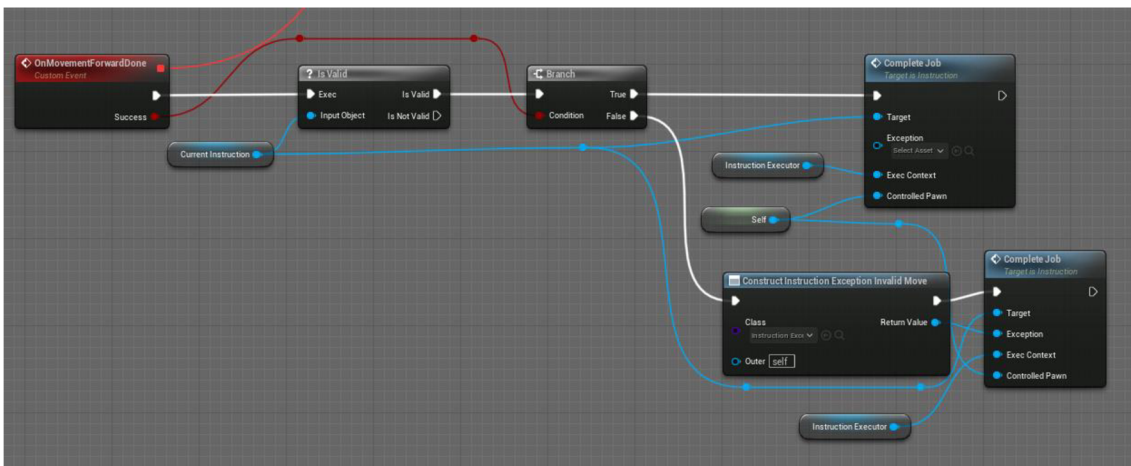 OnMovementForwardDone
Custom Event
Success
? Is Valid
Exec
Is Valid
Input Object
Is Not Valid
Current Instruction
Branch
True
Condition
False
Complete Job
Target is Instruction
Target
Exception
Select Asset
Exec Context
Controlled Pawn
Instruction Executor
Self
Construct Instruction Exception Invalid Move
Class
Return Value
Instruction Exce
Outer
self
Complete Job
Target is Instruction
Target
Exception
Exec Context
Controlled Pawn
Instruction Executor